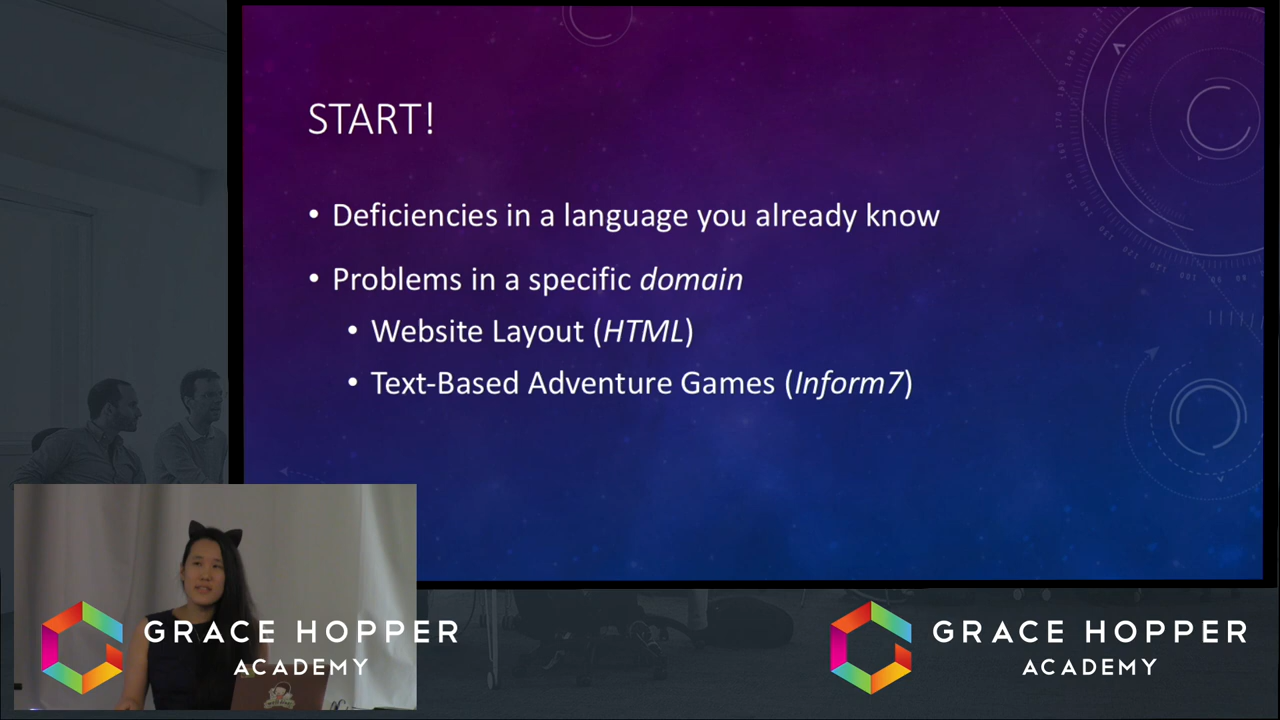 START!
• Deficiencies in a language you already know
• Problems in a specific domain
• Website Layout (HTML)
• Text-Based Adventure Games (Inform7)
GRACE HOPPER
ACADEMY
GRACE HOPPER
ACADEMY